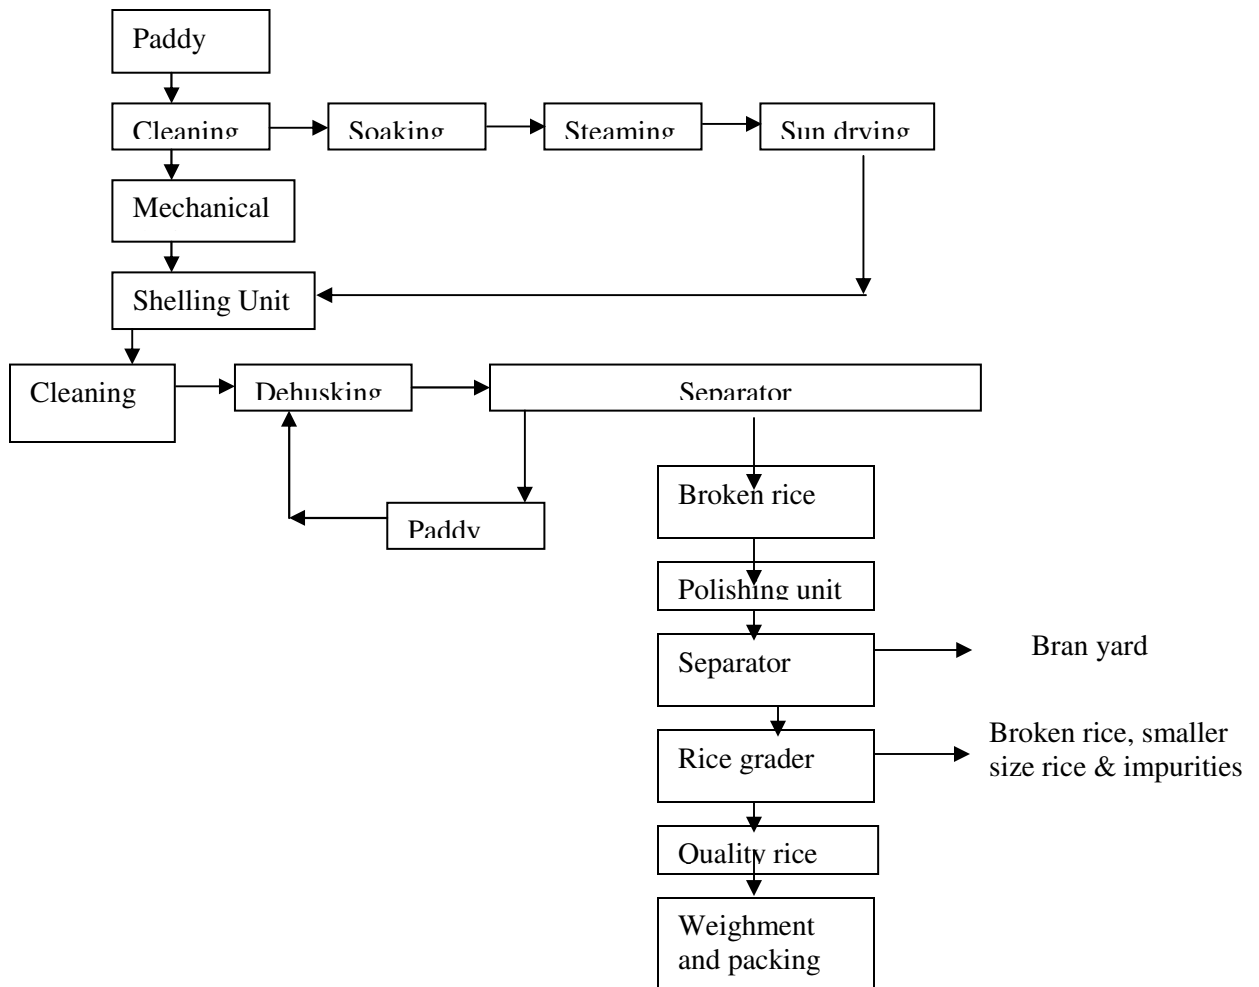 Paddy
Cleaning
Soaking
Steaming
Sun drying
Mechanical
Shelling Unit
Cleaning
Dehusking
Separator
Broken rice
Paddy
Polishing unit
Separator
Bran yard
Rice grader
Broken rice, smaller
size rice & impurities
Quality rice
Weighment
and packing